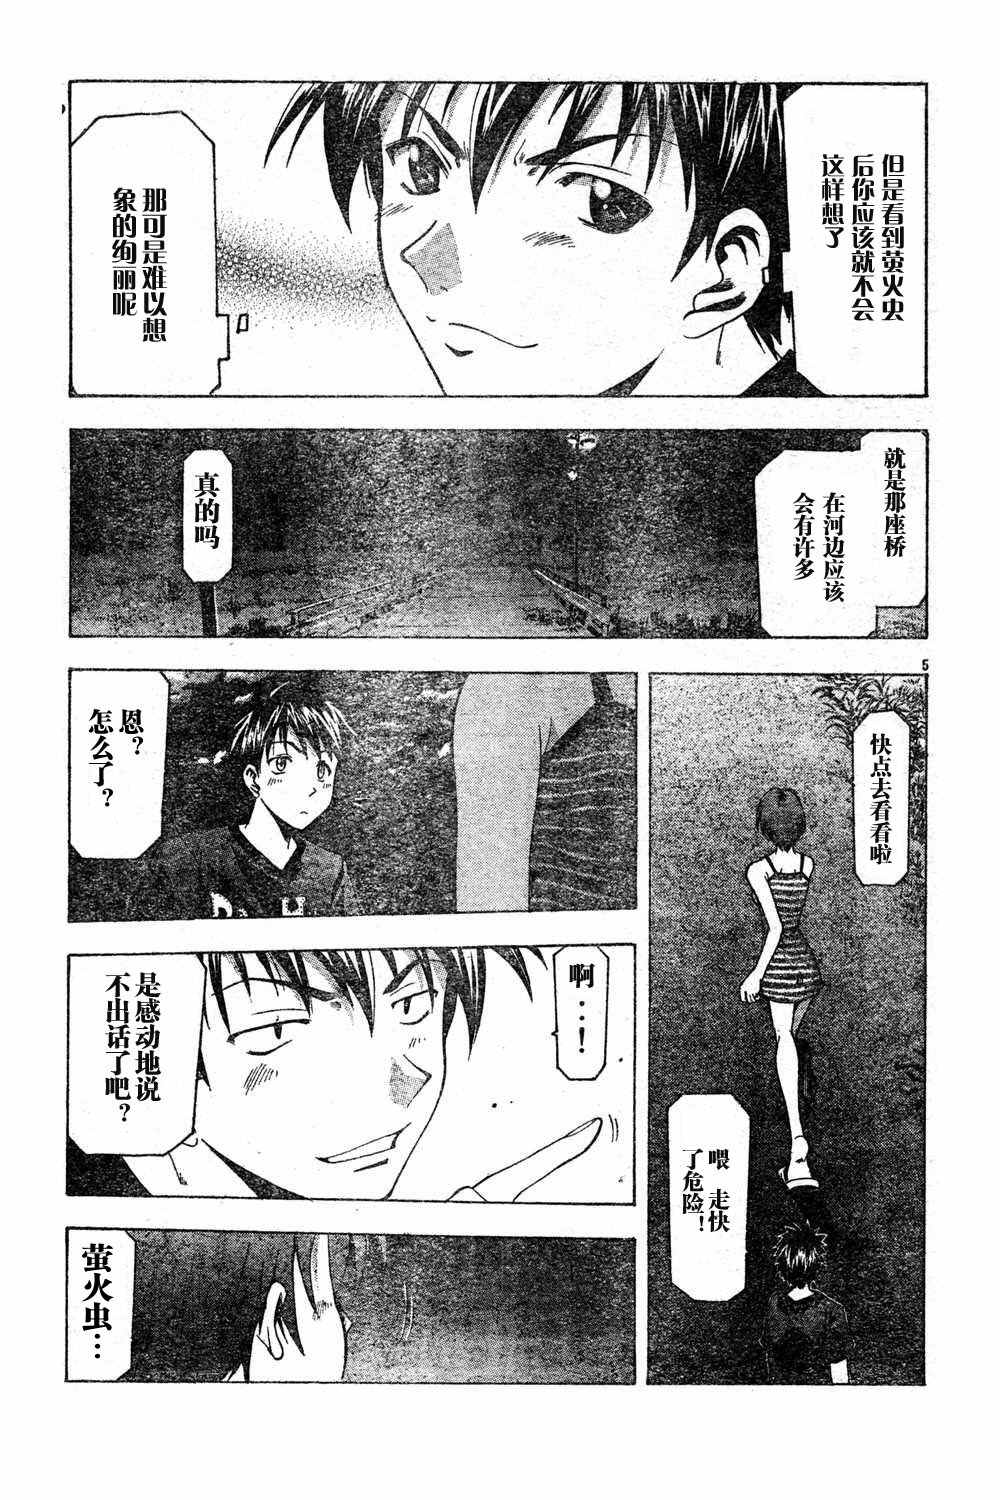 但是看到萤火虫
后你应该就不会
这样想了
那可是难以想
象的绚丽呢
就是那座桥
在河边应该
会有许多
真的吗
5
快点去看看啦
喂 走快
了危险!
恩?
怎么了?
啊…!
是感动地说
不出话了吧?
萤火虫…